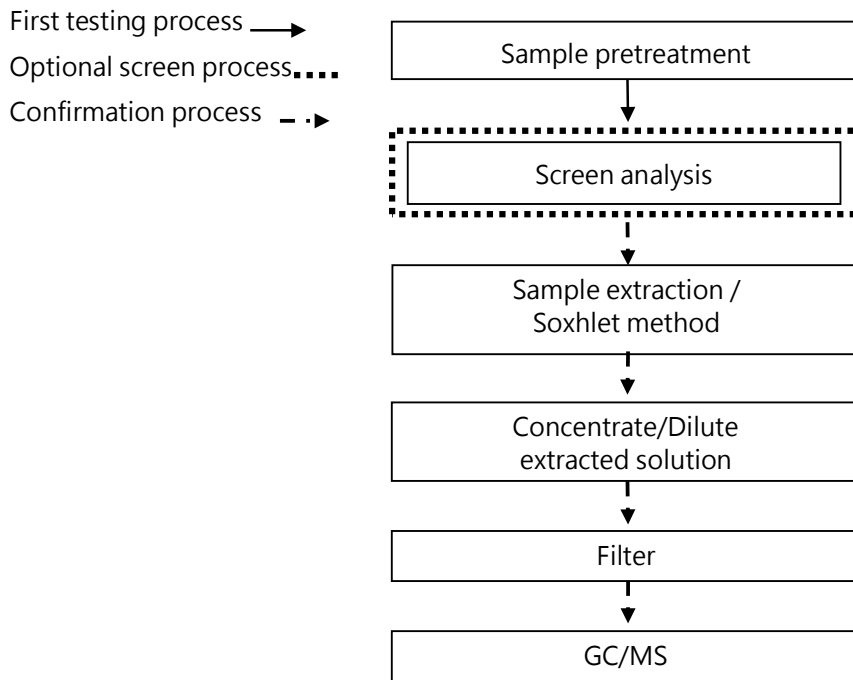 First testing process
Optional screen process
Confirmation process
Sample pretreatment
Screen analysis
Sample extraction /
Soxhlet method
Concentrate/Dilute
extracted solution
Filter
GC/MS